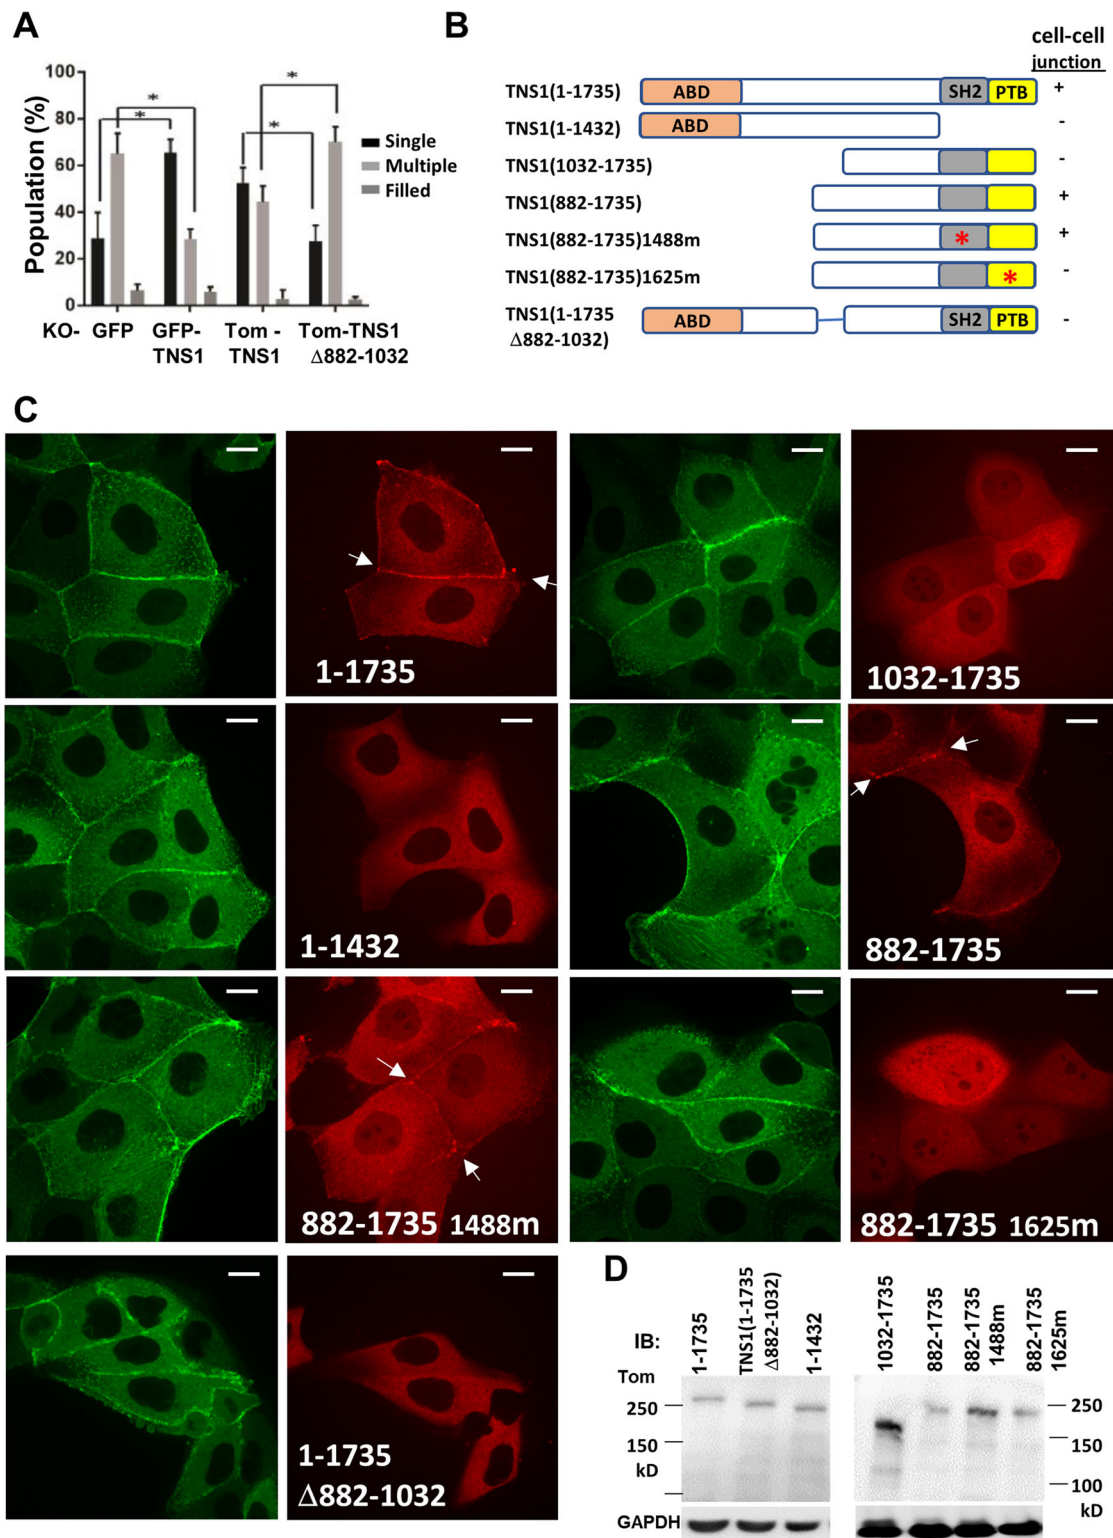 A
Population (%)
100
80
60
40
20
0
*
*
*
*
Single
Multiple
Filled
KO- GFP GFP- Tom - Tom-TNS1
TNS1 TNS1 Δ882-1032
B
cell-cell
junction
TNS1(1-1735) ABD SH2 PTB +
TNS1(1-1432) ABD -
TNS1(1032-1735) -
TNS1(882-1735) +
TNS1(882-1735)1488m * +
TNS1(882-1735)1625m * -
TNS1(1-1735 ABD SH2 PTB -
Δ882-1032)
C
1-1735
1032-1735
1-1432
882-1735
882-1735 1488m
882-1735 1625m
1-1735
Δ882-1032
D
IB:
1-1735
TNS1(1-1735
Δ882-1032)
1-1432
1032-1735
882-1735
882-1735
1488m
882-1735
1625m
Tom
250
150
kD
250
150
100
kD
GAPDH